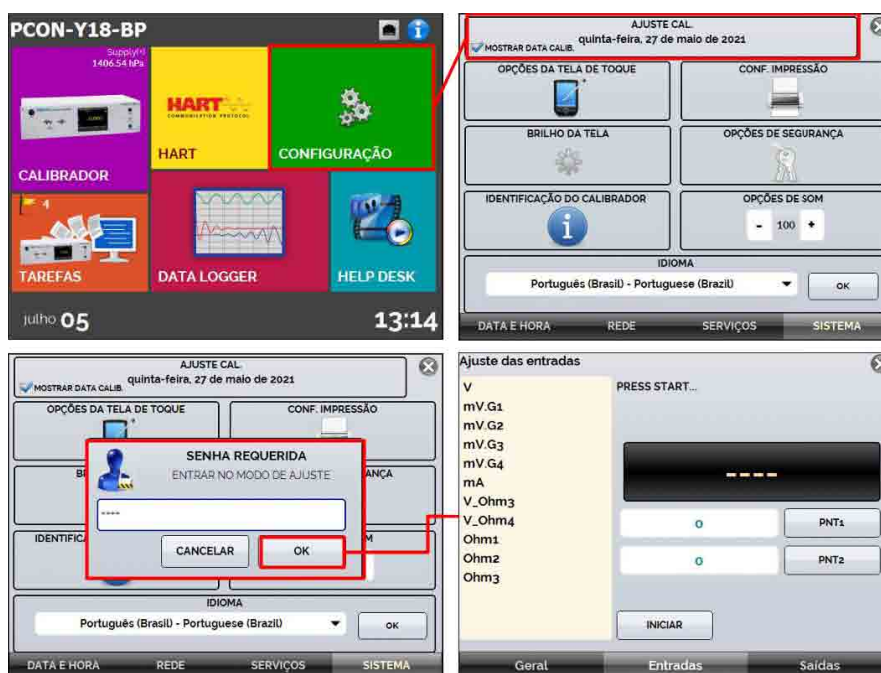 PCON-Y18-BP
Supply(+)
1406.54 hPa
CALIBRADOR
HART
COMMUNICATION PROTOCOL
HART
CONFIGURAÇÃO
4
TAREFAS
DATA LOGGER
HELP DESK
julho 05
13:14
AJUSTE CAL.
quinta-feira, 27 de maio de 2021
MOSTRAR DATA CALIB.
OPÇÕES DA TELA DE TOQUE
CONF. IMPRESSÃO
BRILHO DA TELA
OPÇÕES DE SEGURANÇA
IDENTIFICAÇÃO DO CALIBRADOR
OPÇÕES DE SOM
- 100 +
IDIOMA
Português (Brasil) - Portuguese (Brazil)
OK
DATA E HORA REDE SERVIÇOS SISTEMA
AJUSTE CAL.
quinta-feira, 27 de maio de 2021
MOSTRAR DATA CALIB.
OPÇÕES DA TELA DE TOQUE
CONF. IMPRESSÃO
BR
ANÇA
SENHA REQUERIDA
ENTRAR NO MODO DE AJUSTE
----
CANCELAR
OK
IDENTIFIC
M
IDIOMA
Português (Brasil) - Portuguese (Brazil)
OK
DATA E HORA REDE SERVIÇOS SISTEMA
Ajuste das entradas
V
mV.G1
mV.G2
mV.G3
mV.G4
mA
V_Ohm3
V_Ohm4
Ohm1
Ohm2
Ohm3
PRESS START...
----
0
PNT1
0
PNT2
INICIAR
Geral Entradas Saídas